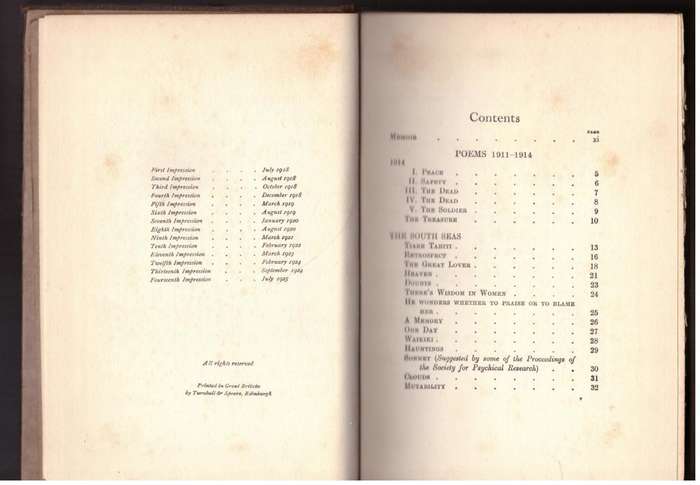 First Impression . . . . July 1918
Second Impression . . . . August 1918
Third Impression . . . . October 1918
Fourth Impression . . . . December 1918
Fifth Impression . . . . March 1919
Sixth Impression . . . . August 1919
Seventh Impression . . . . January 1920
Eighth Impression . . . . August 1920
Ninth Impression . . . . March 1921
Tenth Impression . . . . February 1922
Eleventh Impression . . . . March 1923
Twelfth Impression . . . . February 1924
Thirteenth Impression . . . . September 1924
Fourteenth Impression . . . . July 1925
All rights reserved
Printed in Great Britain
by Turnbull & Spears, Edinburgh
Contents
PAGE
MEMOIR . . . . . . . xi
POEMS 1911-1914
1914
I. PEACE . . . . . . 5
II. SAFETY . . . . . . 6
III. THE DEAD . . . . . 7
IV. THE DEAD . . . . . 8
V. THE SOLDIER . . . . . 9
THE TREASURE . . . . . . 10
THE SOUTH SEAS
TIARE TAHITI . . . . . . 13
RETROSPECT . . . . . . 16
THE GREAT LOVER . . . . . . 18
HEAVEN . . . . . . . 21
DOUBTS . . . . . . . 23
THERE'S WISDOM IN WOMEN . . . . 24
HE WONDERS WHETHER TO PRAISE OR TO BLAME
HER . . . . . . . 25
A MEMORY . . . . . . 26
ONE DAY . . . . . . 27
WAIKIKI . . . . . . 28
HAUNTINGS . . . . . . 29
SONNET (Suggested by some of the Proceedings of
the Society for Psychical Research) . . 30
CLOUDS . . . . . . . 31
MUTABILITY . . . . . . 32